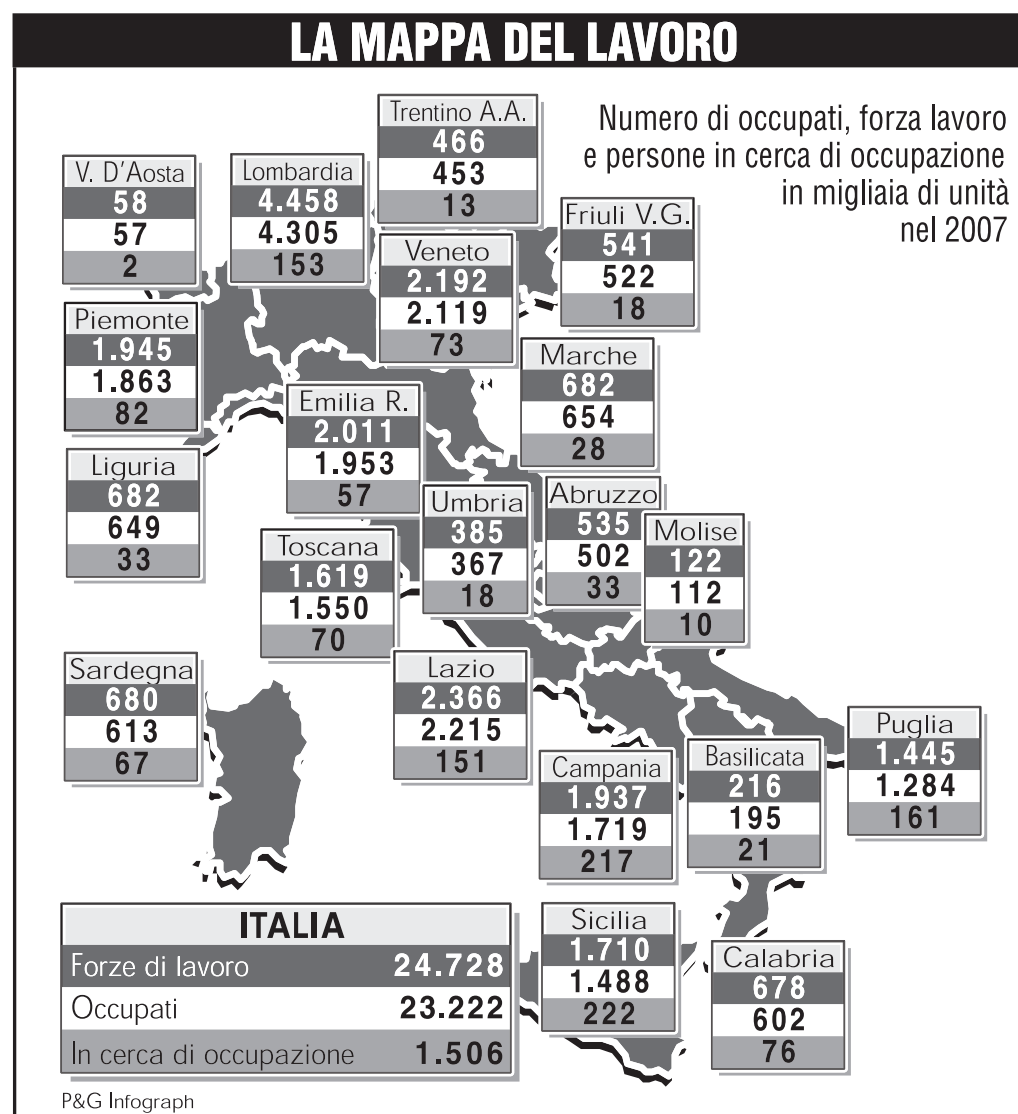 LA MAPPA DEL LAVORO
Numero di occupati, forza lavoro
e persone in cerca di occupazione
in migliaia di unità
nel 2007
Trentino A.A.
466
453
13
V. D'Aosta
58
57
2
Lombardia
4.458
4.305
153
Friuli V.G.
541
522
18
Veneto
2.192
2.119
73
Piemonte
1.945
1.863
82
Marche
682
654
28
Emilia R.
2.011
1.953
57
Liguria
682
649
33
Umbria
385
367
18
Abruzzo
535
502
33
Molise
122
112
10
Toscana
1.619
1.550
70
Sardegna
680
613
67
Lazio
2.366
2.215
151
Puglia
1.445
1.284
161
Campania
1.937
1.719
217
Basilicata
216
195
21
Sicilia
1.710
1.488
222
Calabria
678
602
76
ITALIA
Forze di lavoro 24.728
Occupati 23.222
In cerca di occupazione 1.506
P&G Infograph